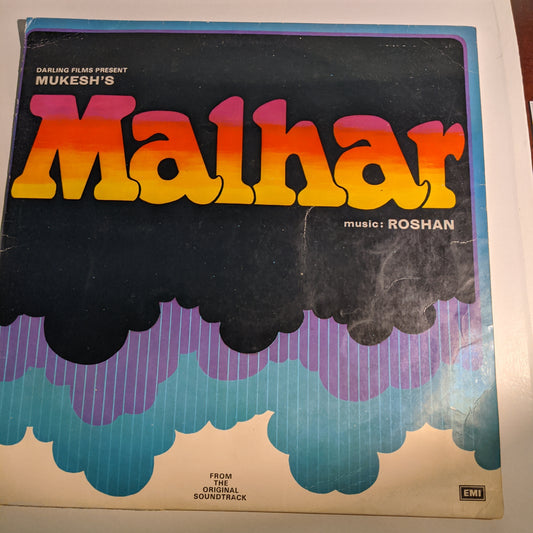 DARLING FILMS PRESENT
MUKESH'S
Malhar
music: ROSHAN
FROM
THE
ORIGINAL
SOUNDTRACK
EMI